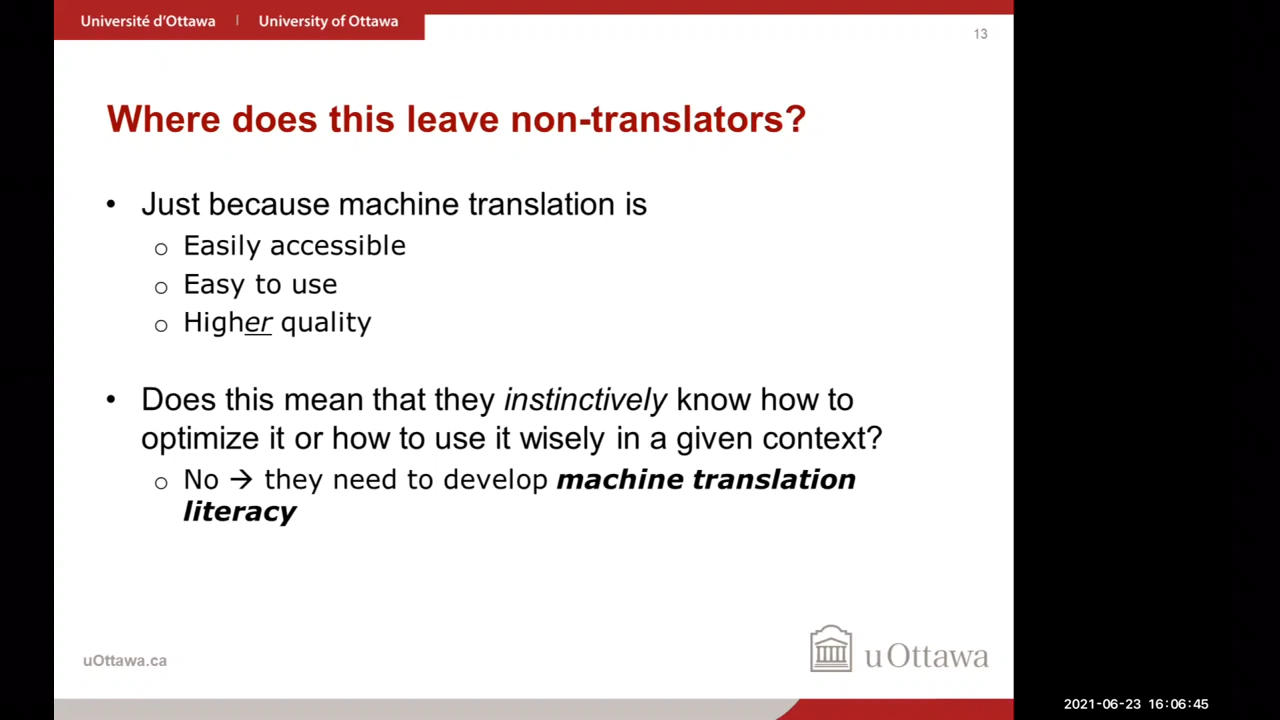 Université d'Ottawa | University of Ottawa
13
Where does this leave non-translators?
• Just because machine translation is
o Easily accessible
o Easy to use
o Higher quality
• Does this mean that they instinctively know how to
optimize it or how to use it wisely in a given context?
o No → they need to develop machine translation
literacy
uOttawa.ca
uOttawa
2021-06-23 16:06:45